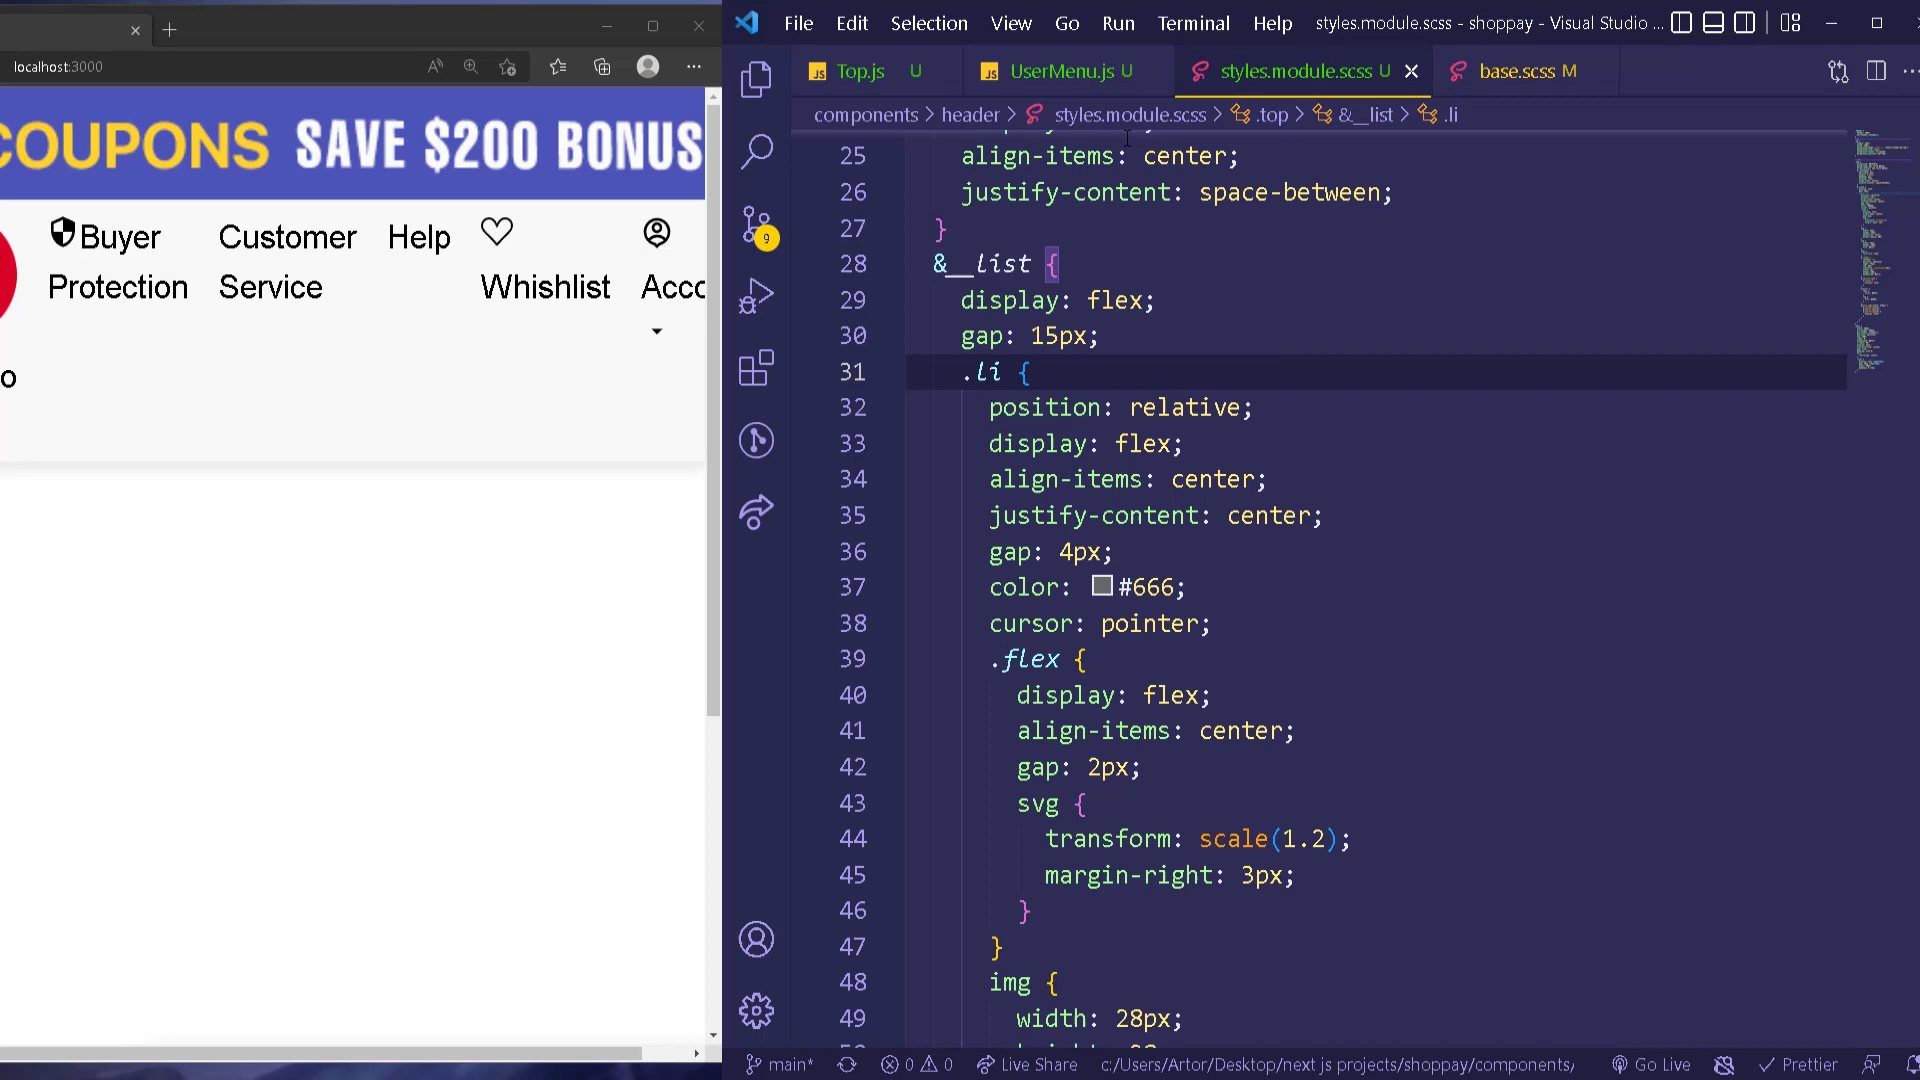 File Edit Selection View Go Run Terminal Help styles.module.scss - shoppay - Visual Studio ...
localhost:3000
Top.js U UserMenu.js U styles.module.scss U base.scss M
components > header > styles.module.scss > .top > &__list > .li
COUPONS SAVE $200 BONUS
Buyer Protection
Customer Service
Help
Whishlist
Acco
o
25 align-items: center;
26 justify-content: space-between;
27 }
28 &__list {
29 display: flex;
30 gap: 15px;
31 .li {
32 position: relative;
33 display: flex;
34 align-items: center;
35 justify-content: center;
36 gap: 4px;
37 color: #666;
38 cursor: pointer;
39 .flex {
40 display: flex;
41 align-items: center;
42 gap: 2px;
43 svg {
44 transform: scale(1.2);
45 margin-right: 3px;
46 }
47 }
48 img {
49 width: 28px;
9
main* 0 0 Live Share c:/Users/Artor/Desktop/next js projects/shoppay/components/ Go Live Prettier